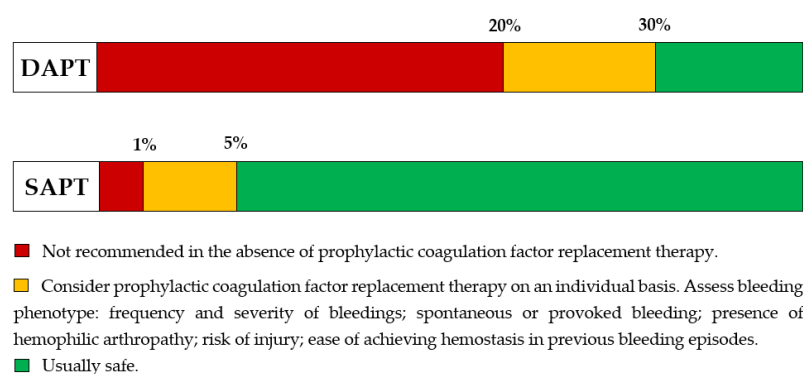 20% 30%
DAPT
1% 5%
SAPT
Not recommended in the absence of prophylactic coagulation factor replacement therapy.
Consider prophylactic coagulation factor replacement therapy on an individual basis. Assess bleeding
phenotype: frequency and severity of bleedings; spontaneous or provoked bleeding; presence of
hemophilic arthropathy; risk of injury; ease of achieving hemostasis in previous bleeding episodes.
Usually safe.